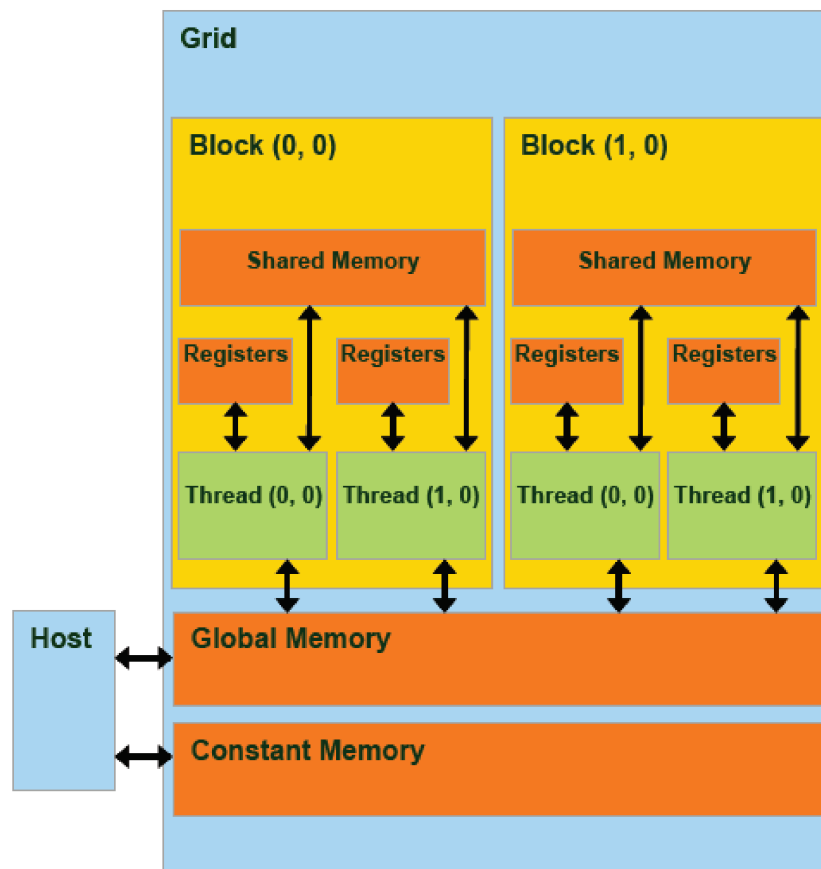 Grid
Block (0, 0)
Block (1, 0)
Shared Memory
Shared Memory
Registers
Registers
Registers
Registers
Thread (0, 0)
Thread (1, 0)
Thread (0, 0)
Thread (1, 0)
Host
Global Memory
Constant Memory